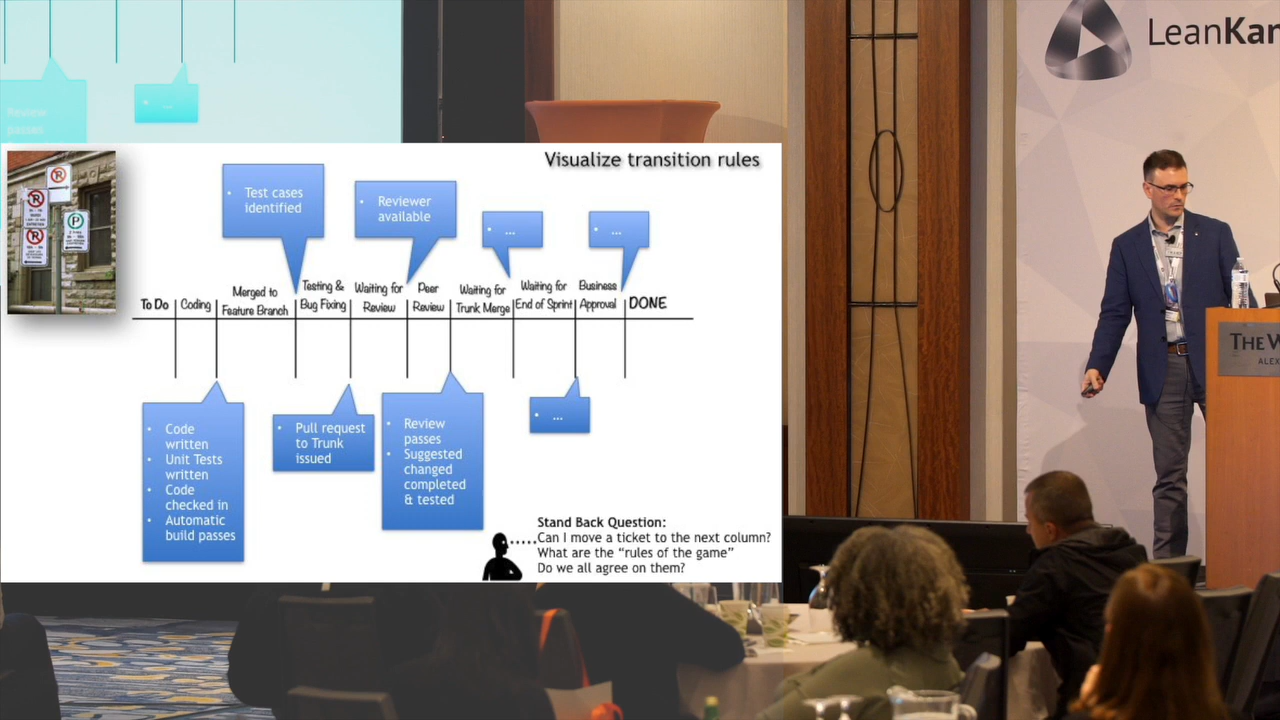 Review
passes
LeanKan
Visualize transition rules
• Test cases
identified
• Reviewer
available
• ...
• ...
To Do
Coding
Merged to
Feature Branch
Testing &
Bug Fixing
Waiting for
Review
Peer
Review
Waiting for
Trunk Merge
Waiting for
End of Sprint
Business
Approval
DONE
• Code
written
• Unit Tests
written
• Code
checked in
• Automatic
build passes
• Pull request
to Trunk
issued
• Review
passes
• Suggested
changed
completed
& tested
• ...
Stand Back Question:
Can I move a ticket to the next column?
What are the “rules of the game”
Do we all agree on them?
THE W
ALEX